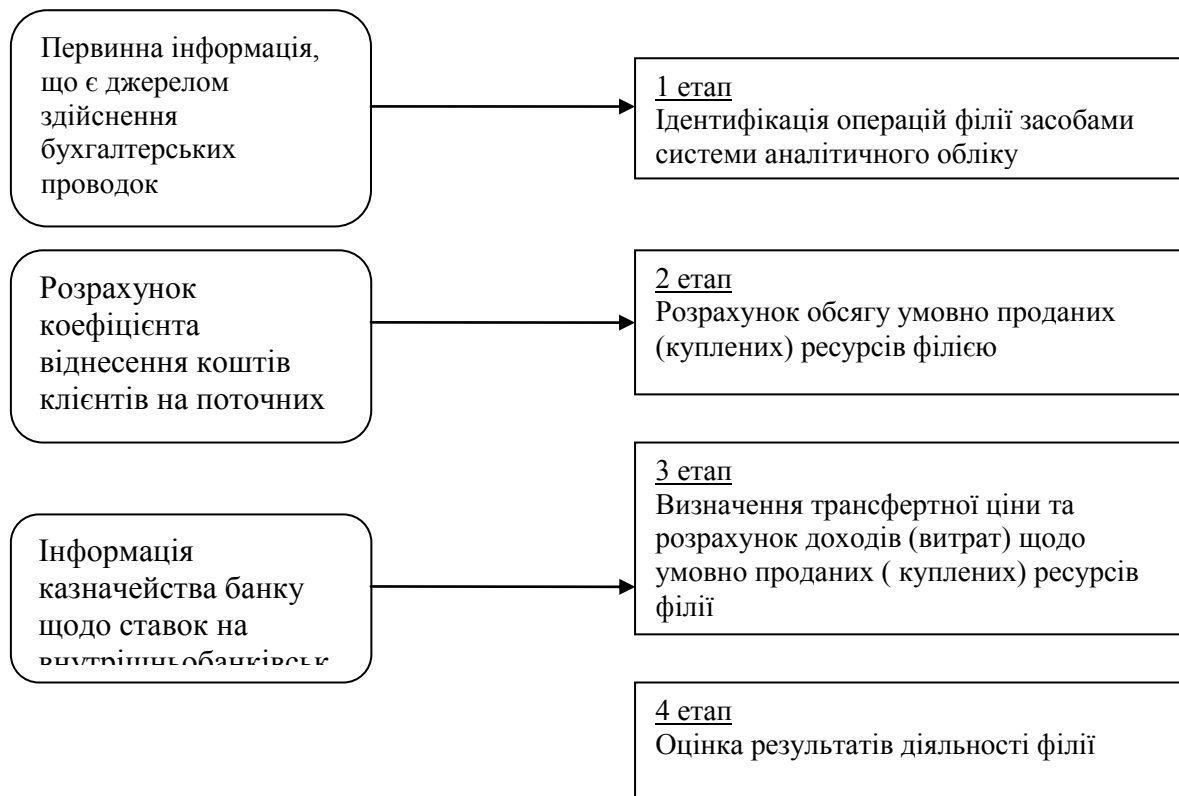 Первинна інформація,
що є джерелом
здійснення
бухгалтерських
проводок
1 етап
Ідентифікація операцій філії засобами
системи аналітичного обліку
Розрахунок
коефіцієнта
віднесення коштів
клієнтів на поточних
2 етап
Розрахунок обсягу умовно проданих
(куплених) ресурсів філією
Інформація
казначейства банку
щодо ставок на
внутрішньобанківськ
3 етап
Визначення трансфертної ціни та
розрахунок доходів (витрат) щодо
умовно проданих ( куплених) ресурсів
філії
4 етап
Оцінка результатів діяльності філії